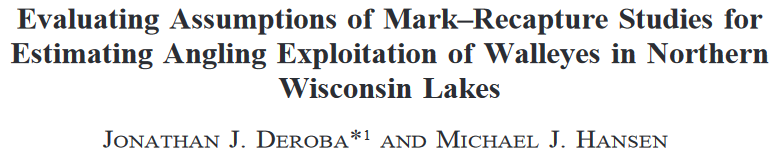 Evaluating Assumptions of Mark–Recapture Studies for
Estimating Angling Exploitation of Walleyes in Northern
Wisconsin Lakes
JONATHAN J. DEROBA*1 AND MICHAEL J. HANSEN